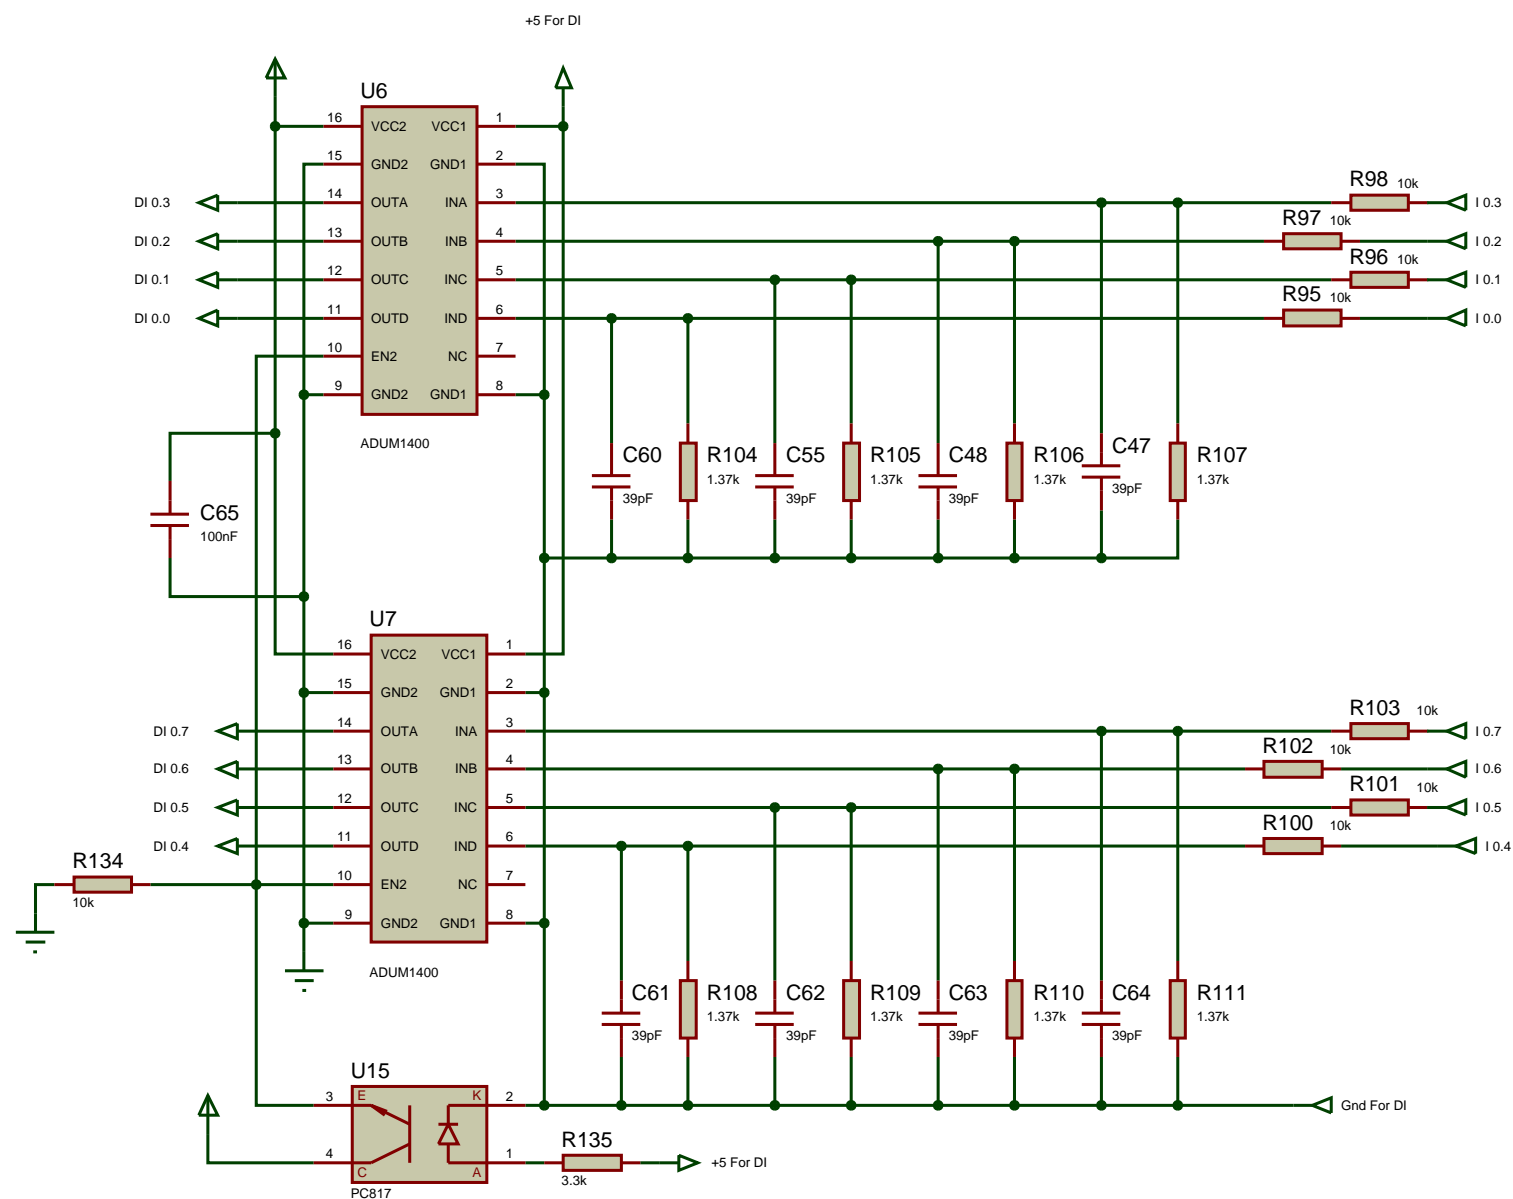 +5 For DI
U6
16 VCC2 VCC1 1
15 GND2 GND1 2
DI 0.3 14 OUTA INA 3 R98 10k I 0.3
DI 0.2 13 OUTB INB 4 R97 10k I 0.2
DI 0.1 12 OUTC INC 5 R96 10k I 0.1
DI 0.0 11 OUTD IND 6 R95 10k I 0.0
10 EN2 NC 7
9 GND2 GND1 8
ADUM1400
C60 R104 C55 R105 C48 R106 C47 R107
39pF 1.37k 39pF 1.37k 39pF 1.37k 39pF 1.37k
C65
100nF
U7
16 VCC2 VCC1 1
15 GND2 GND1 2
DI 0.7 14 OUTA INA 3 R103 10k I 0.7
DI 0.6 13 OUTB INB 4 R102 10k I 0.6
DI 0.5 12 OUTC INC 5 R101 10k I 0.5
DI 0.4 11 OUTD IND 6 R100 10k I 0.4
R134 10 EN2 NC 7
10k
9 GND2 GND1 8
ADUM1400
C61 R108 C62 R109 C63 R110 C64 R111
39pF 1.37k 39pF 1.37k 39pF 1.37k 39pF 1.37k
U15
3 E K 2 Gnd For DI
4 C A 1 R135 +5 For DI
3.3k
PC817